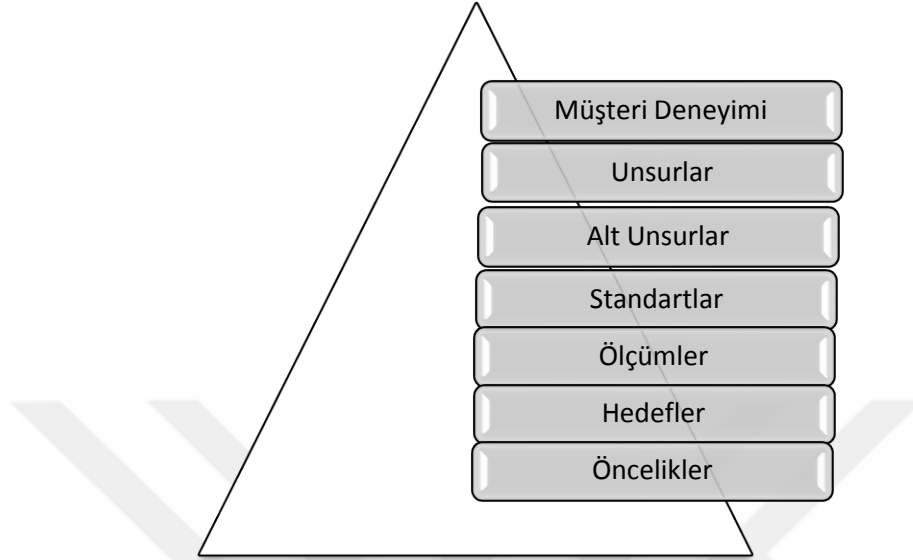 Müşteri Deneyimi
Unsurlar
Alt Unsurlar
Standartlar
Ölçümler
Hedefler
Öncelikler